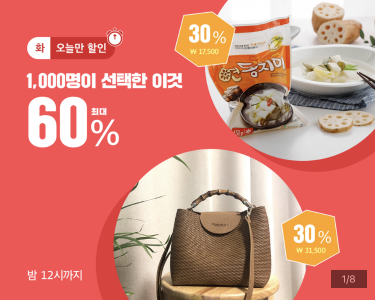 화 오늘만 할인
1,000명이 선택한 이것
최대
60%
30%
₩ 17,500
동치미
30%
₩ 31,500
밤 12시까지
1/8